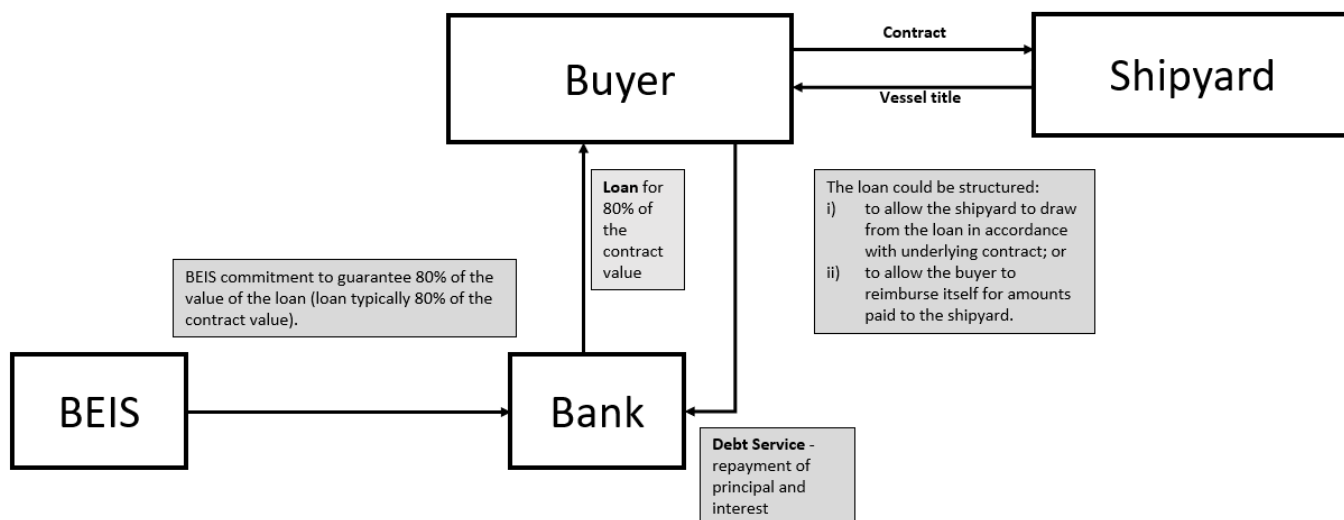 Contract
Buyer
Shipyard
Vessel title
Loan for
80% of
the
contract
value
The loan could be structured:
i) to allow the shipyard to draw
from the loan in accordance
with underlying contract; or
ii) to allow the buyer to
reimburse itself for amounts
paid to the shipyard.
BEIS commitment to guarantee 80% of the
value of the loan (loan typically 80% of the
contract value).
BEIS
Bank
Debt Service -
repayment of
principal and
interest